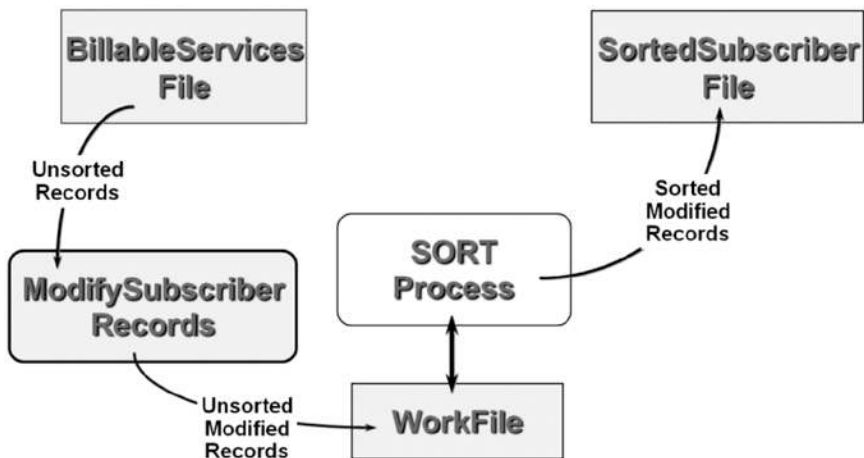 BillableServices
File
SortedSubscriber
File
Unsorted
Records
Sorted
Modified
Records
SORT
Process
ModifySubscriber
Records
Unsorted
Modified
Records
WorkFile